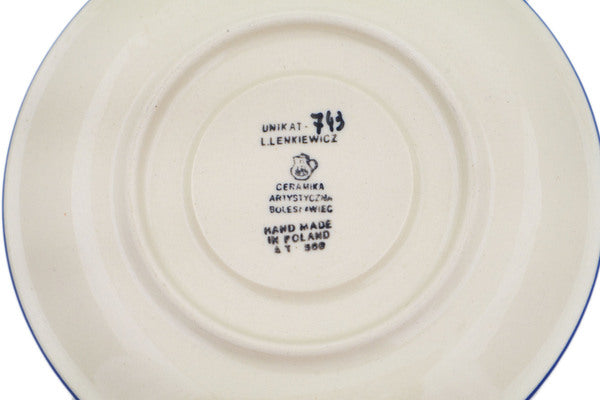 UNIKAT - 743
L.LENKIEWICZ
CERAMIKA
ARTYSTYCZNA
BOLESŁAWIEC
HAND MADE
IN POLAND